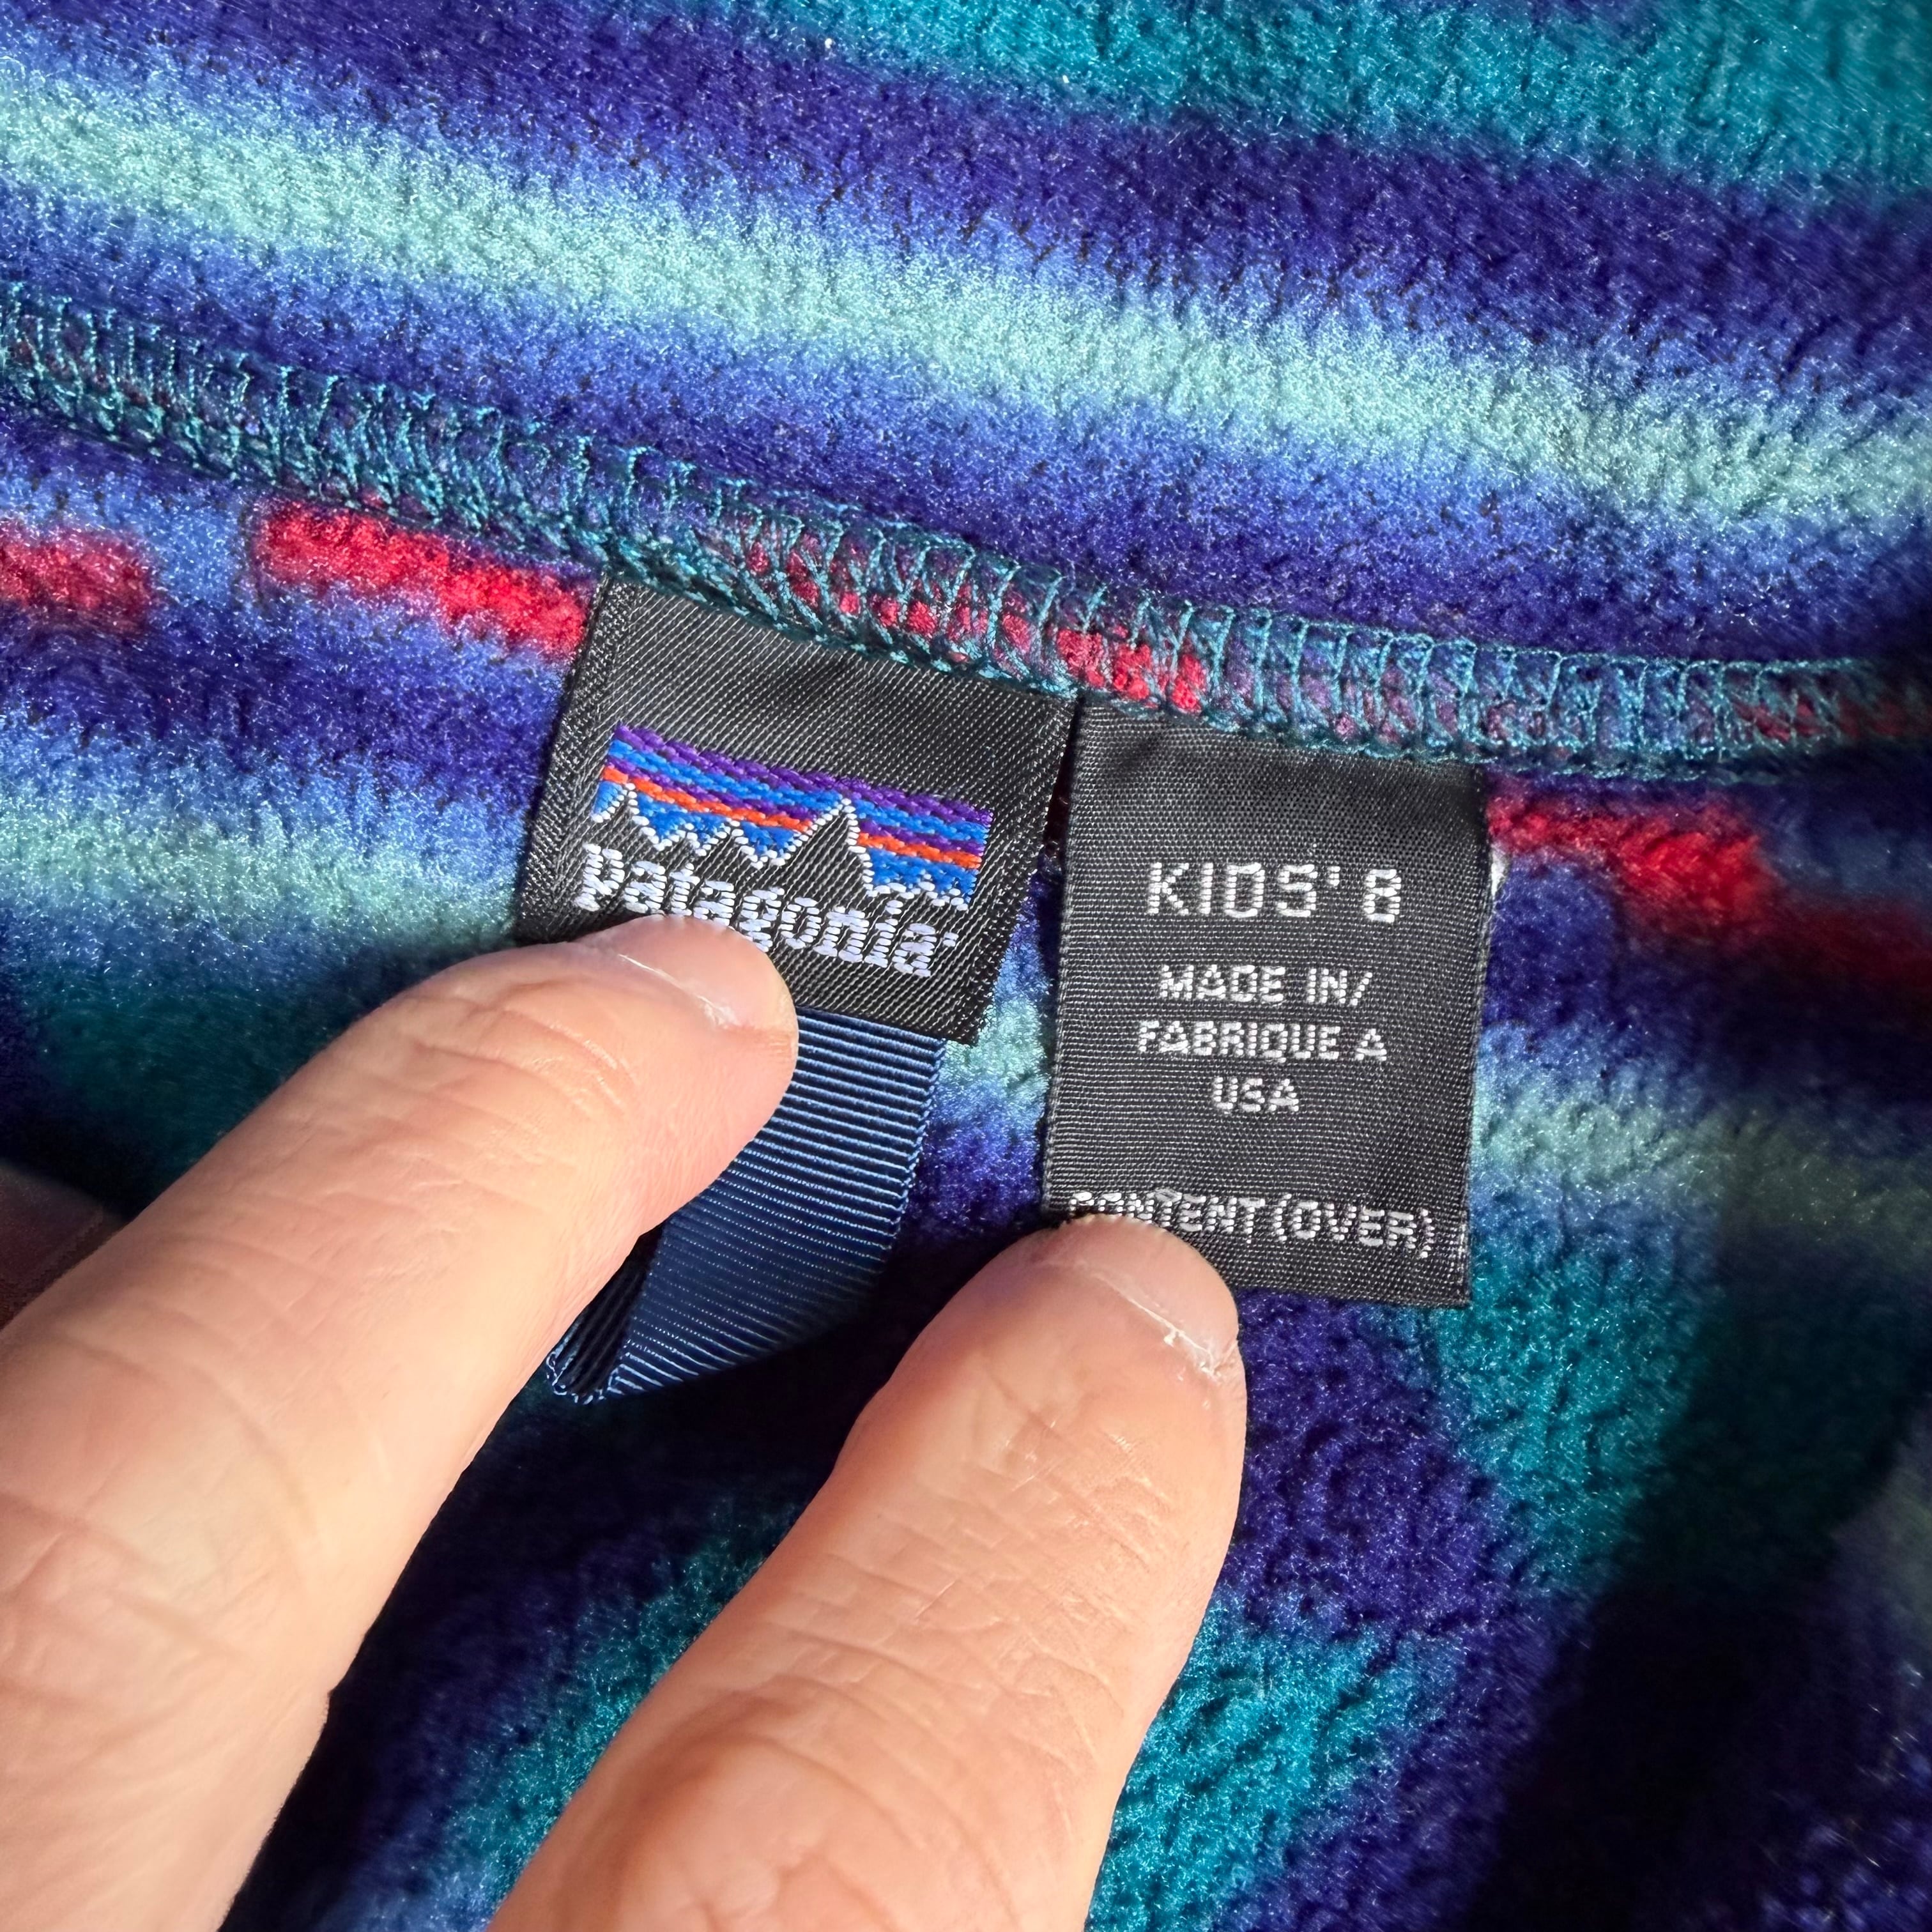 patagonia
KIDS' 8
MADE IN/
FABRIQUE A
USA
CONTENT (OVER)